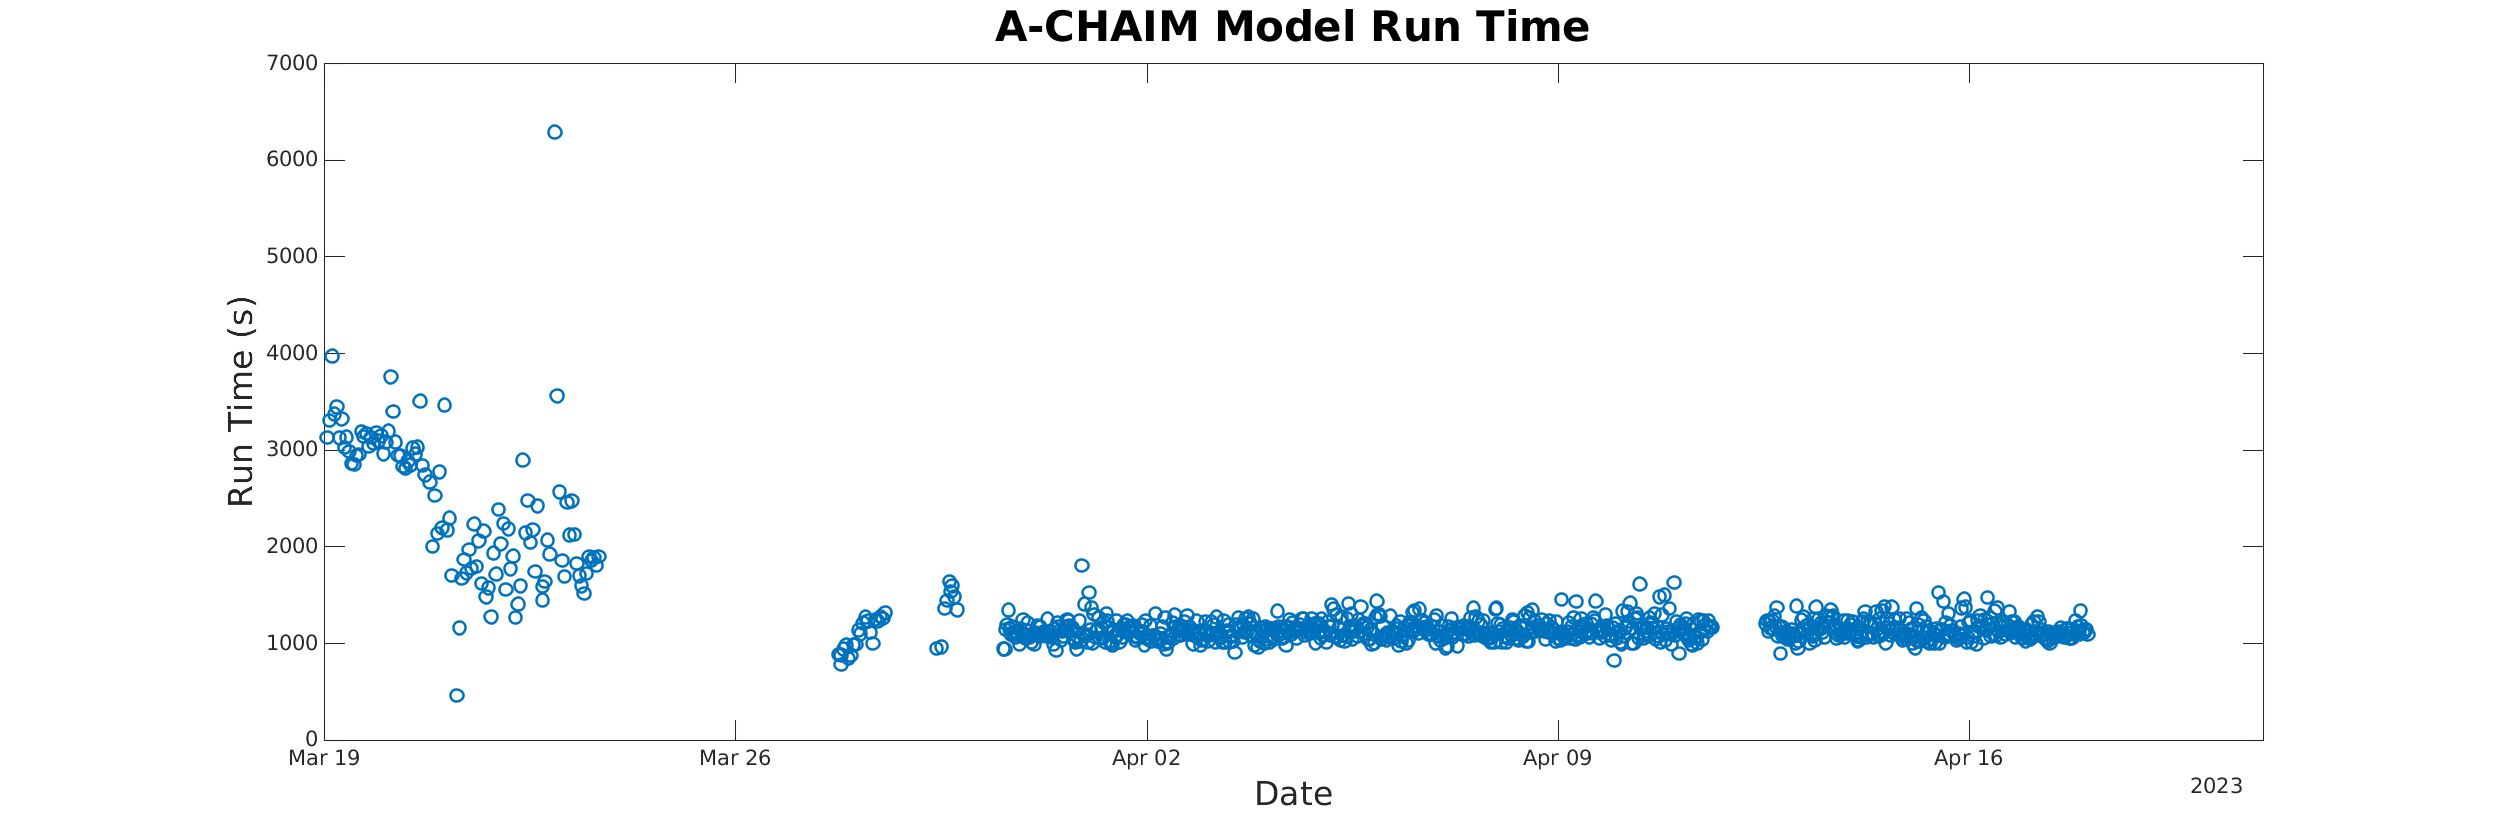 A-CHAIM Model Run Time
7000
6000
5000
4000
3000
2000
1000
0
Run Time (s)
Mar 19
Mar 26
Apr 02
Apr 09
Apr 16
2023
Date